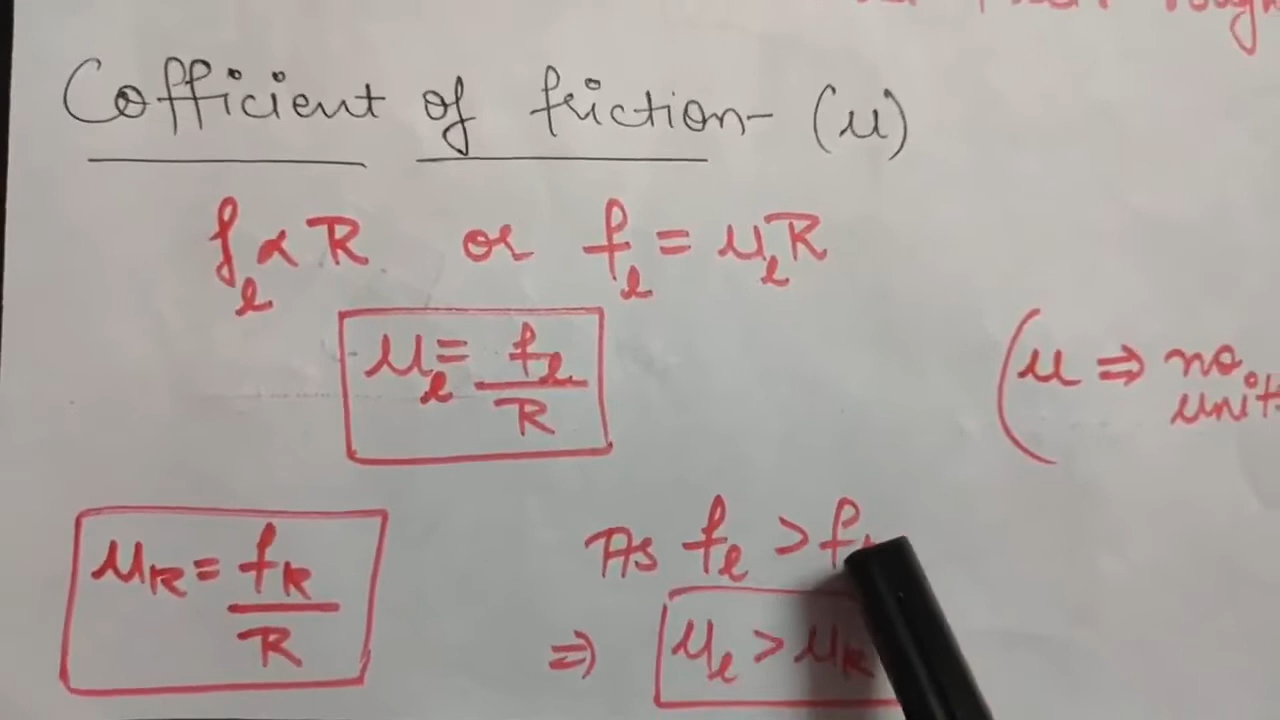 Cofficient of friction- (μ)
f_l ∝ R or f_l = μ_l R
μ_l = f_l / R
(μ ⇒ no
unit
μ_K = f_K / R
As f_l > f
⇒ μ_l > μ_K